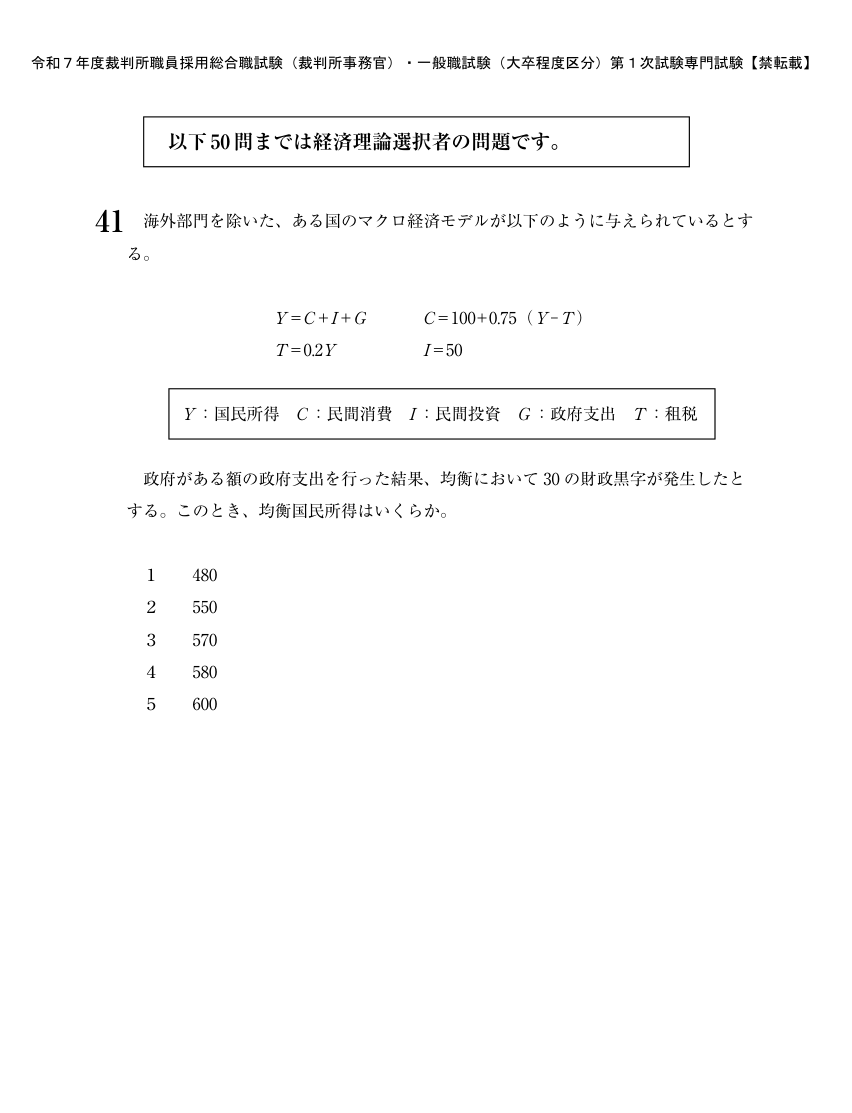 令和７年度裁判所職員採用総合職試験（裁判所事務官）・一般職試験（大卒程度区分）第１次試験専門試験【禁転載】
以下50問までは経済理論選択者の問題です。
41　海外部門を除いた、ある国のマクロ経済モデルが以下のように与えられているとす
る。
Y＝C＋I＋G　　　C＝100＋0.75（Y－T）
T＝0.2Y　　　I＝50
Y：国民所得　C：民間消費　I：民間投資　G：政府支出　T：租税
政府がある額の政府支出を行った結果、均衡において30の財政黒字が発生したと
する。このとき、均衡国民所得はいくらか。
1　480
2　550
3　570
4　580
5　600